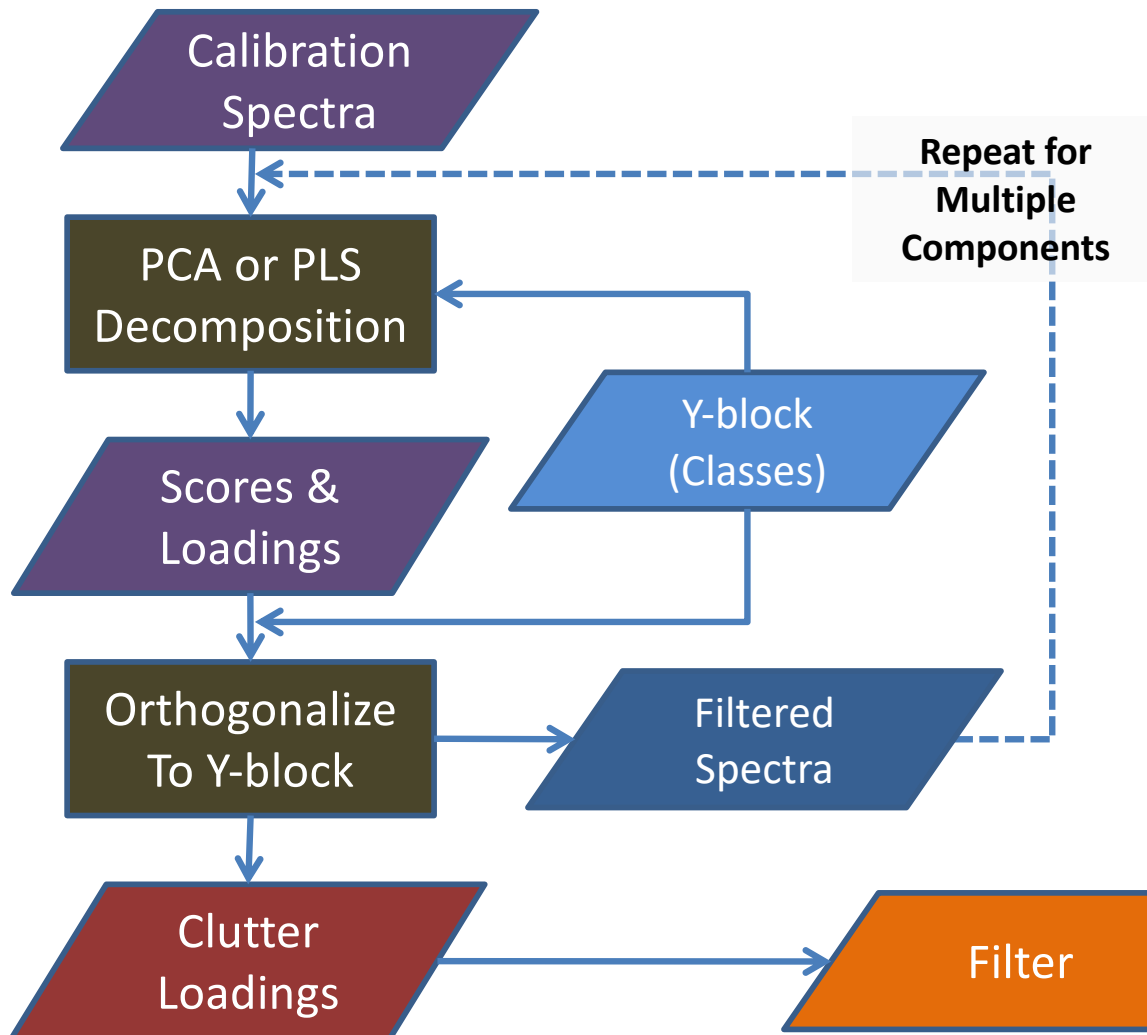 Calibration
Spectra
Repeat for
Multiple
Components
PCA or PLS
Decomposition
Y-block
(Classes)
Scores &
Loadings
Orthogonalize
To Y-block
Filtered
Spectra
Clutter
Loadings
Filter